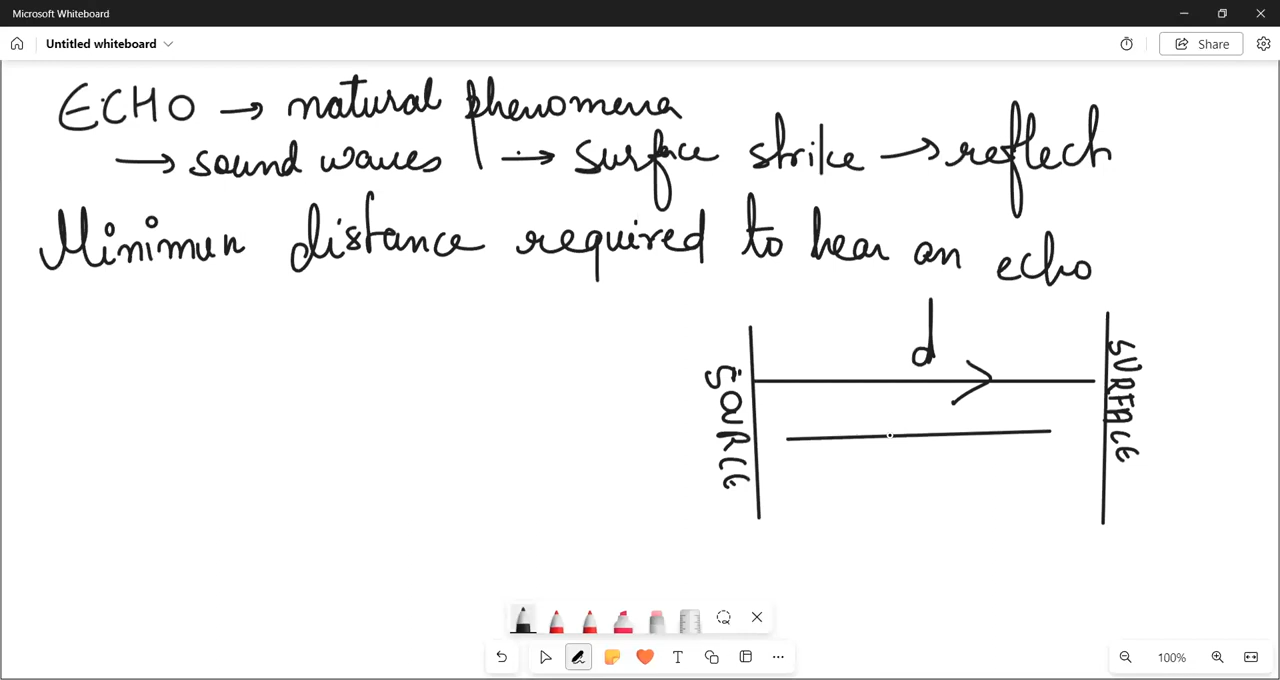 Microsoft Whiteboard
Untitled whiteboard
Share
ECHO → natural phenomena
→ sound waves → surface strike → reflect
Minimun distance required to hear an echo
d
SOURCE
SURFACE
100%